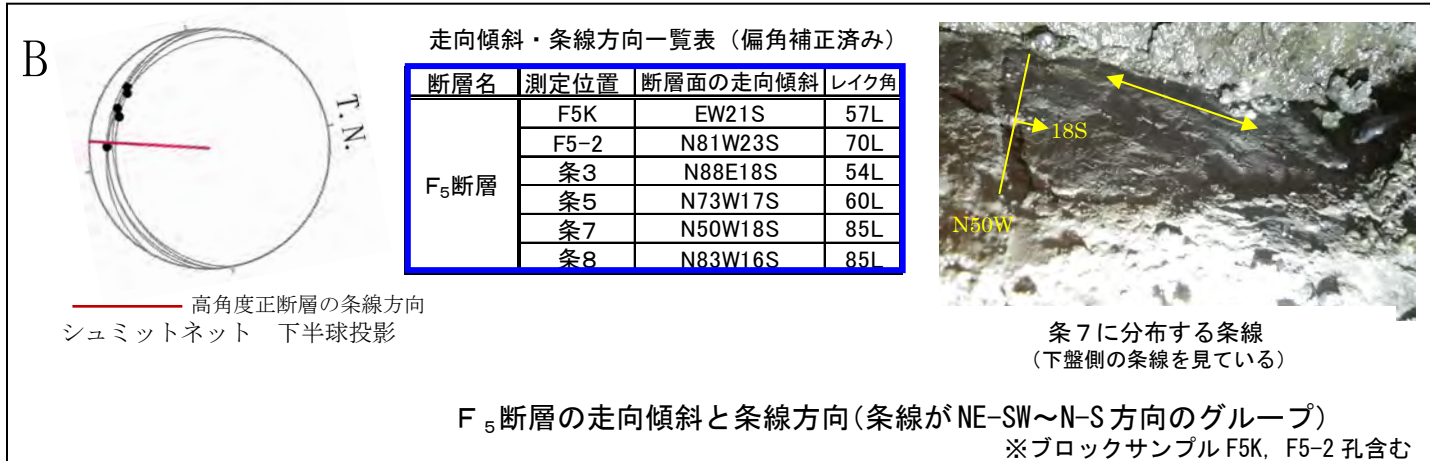 B
T.N.
高角度正断層の条線方向
シュミットネット 下半球投影
走向傾斜・条線方向一覧表(偏角補正済み)
断層名 測定位置 断層面の走向傾斜 レイク角
F5断層
F5K EW21S 57L
F5-2 N81W23S 70L
条3 N88E18S 54L
条5 N73W17S 60L
条7 N50W18S 85L
条8 N83W16S 85L
18S
N50W
条7に分布する条線
(下盤側の条線を見ている)
F5断層の走向傾斜と条線方向(条線がNE-SW~N-S方向のグループ)
※ブロックサンプルF5K, F5-2孔含む